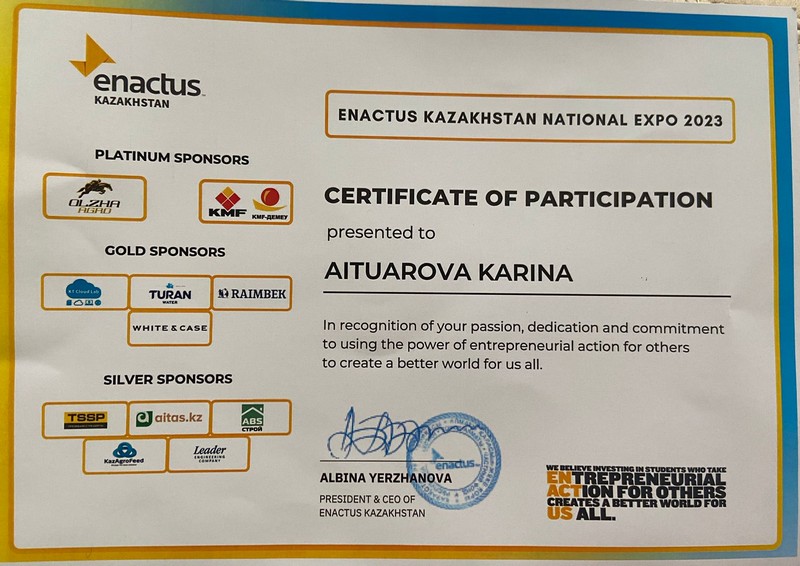 enactus
KAZAKHSTAN
ENACTUS KAZAKHSTAN NATIONAL EXPO 2023
PLATINUM SPONSORS
OLZHA
AGRO
KMF
KMF-ДЕМЕУ
GOLD SPONSORS
KT Cloud Lab
TURAN
WATER
RAIMBEK
WHITE & CASE
SILVER SPONSORS
TSSP
aitas.kz
ABS
СТРОЙ
KazAgroFeed
Leader
ENGINEERING
COMPANY
CERTIFICATE OF PARTICIPATION
presented to
AITUAROVA KARINA
In recognition of your passion, dedication and commitment
to using the power of entrepreneurial action for others
to create a better world for us all.
enactus
ALBINA YERZHANOVA
PRESIDENT & CEO OF
ENACTUS KAZAKHSTAN
WE BELIEVE INVESTING IN STUDENTS WHO TAKE
ENTREPRENEURIAL
ACTION FOR OTHERS
CREATES A BETTER WORLD FOR
US ALL.